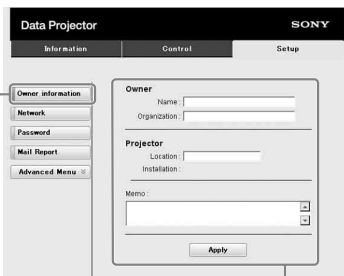 Data Projector
SONY
Information
Control
Setup
Owner information
Network
Password
Mail Report
Advanced Menu
Owner
Name :
Organization :
Projector
Location :
Installation :
Memo :
Apply